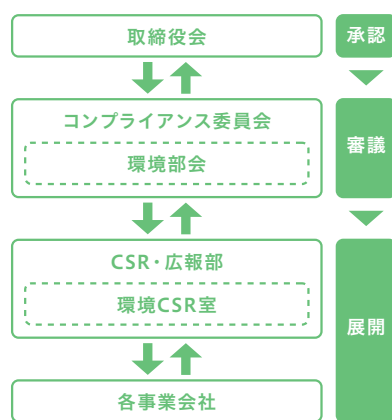 取締役会
承認
コンプライアンス委員会
環境部会
審議
CSR・広報部
環境CSR室
展開
各事業会社